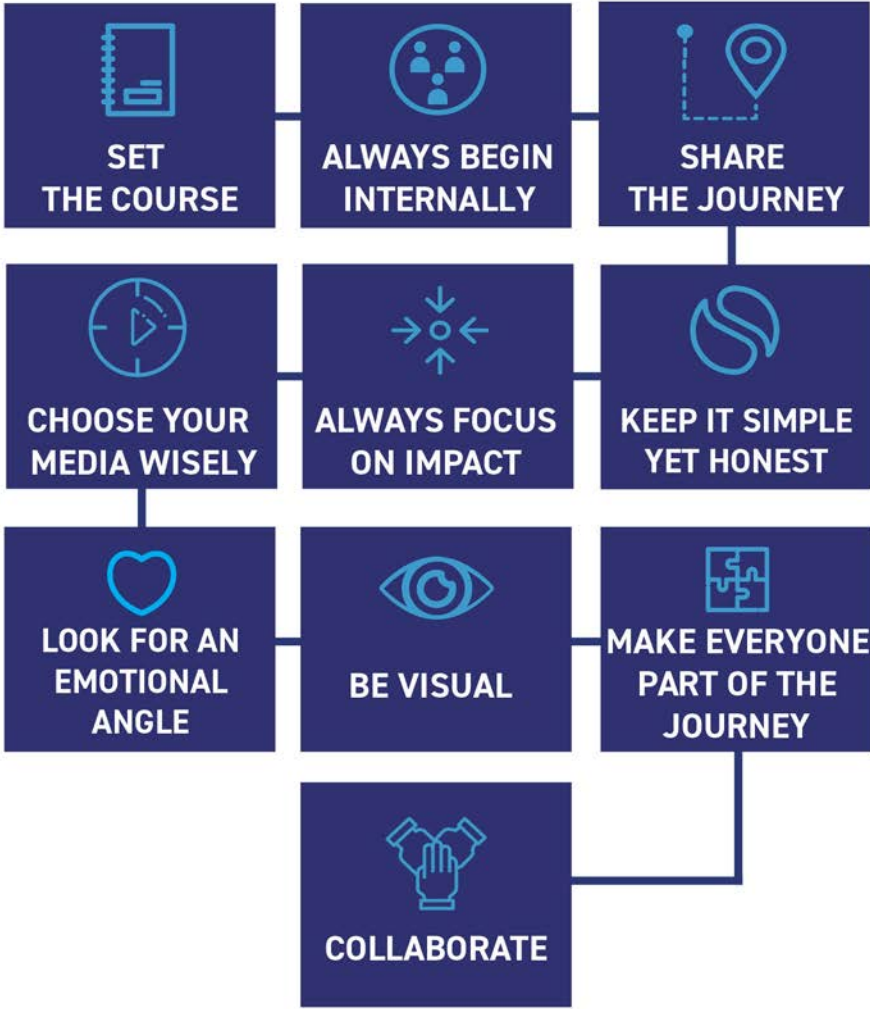 SET
THE COURSE
ALWAYS BEGIN
INTERNALLY
SHARE
THE JOURNEY
CHOOSE YOUR
MEDIA WISELY
ALWAYS FOCUS
ON IMPACT
KEEP IT SIMPLE
YET HONEST
LOOK FOR AN
EMOTIONAL
ANGLE
BE VISUAL
MAKE EVERYONE
PART OF THE
JOURNEY
COLLABORATE